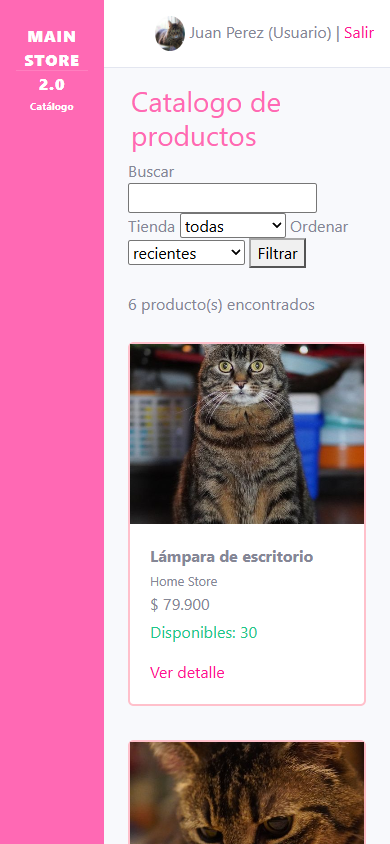 MAIN
STORE
2.0
Catálogo
Juan Perez (Usuario) | Salir
Catalogo de
productos
Buscar
Tienda todas Ordenar
recientes Filtrar
6 producto(s) encontrados
Lámpara de escritorio
Home Store
$ 79.900
Disponibles: 30
Ver detalle